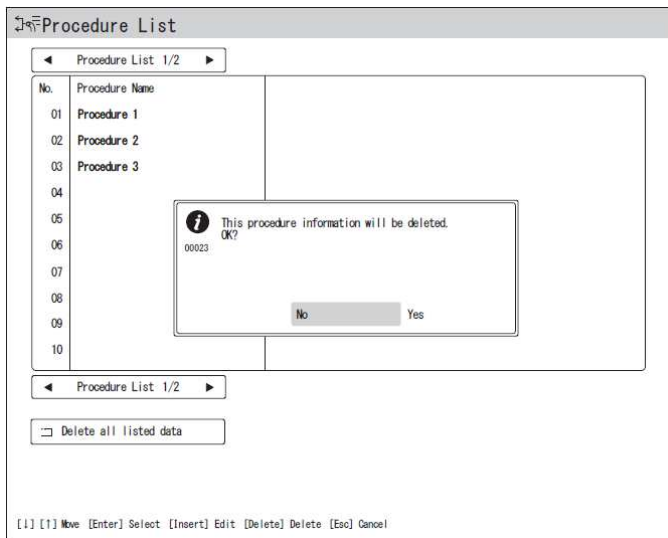 Procedure List
◄ Procedure List 1/2 ►
No. Procedure Name
01 Procedure 1
02 Procedure 2
03 Procedure 3
04
05
06
07
08
09
10
This procedure information will be deleted.
OK?
00023
No Yes
◄ Procedure List 1/2 ►
Delete all listed data
[↓] [↑] Move [Enter] Select [Insert] Edit [Delete] Delete [Esc] Cancel